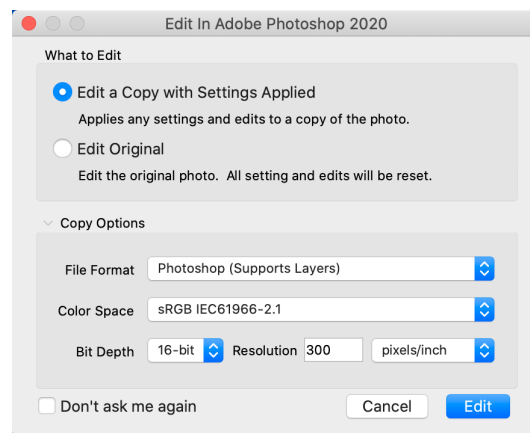 Edit In Adobe Photoshop 2020
What to Edit
Edit a Copy with Settings Applied
Applies any settings and edits to a copy of the photo.
Edit Original
Edit the original photo. All setting and edits will be reset.
Copy Options
File Format Photoshop (Supports Layers)
Color Space sRGB IEC61966-2.1
Bit Depth 16-bit Resolution 300 pixels/inch
Don't ask me again Cancel Edit